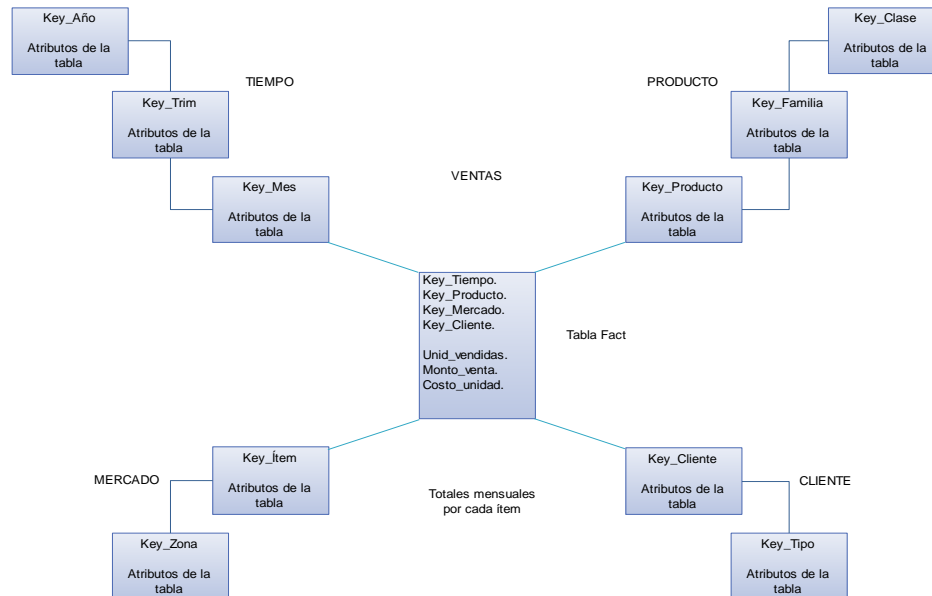 Key_Año
Atributos de la
tabla
Key_Clase
Atributos de la
tabla
TIEMPO
PRODUCTO
Key_Trim
Atributos de la
tabla
Key_Familia
Atributos de la
tabla
VENTAS
Key_Mes
Atributos de la
tabla
Key_Producto
Atributos de la
tabla
Key_Tiempo.
Key_Producto.
Key_Mercado.
Key_Cliente.
Unid_vendidas.
Monto_venta.
Costo_unidad.
Tabla Fact
MERCADO
Key_Ítem
Atributos de la
tabla
Totales mensuales
por cada ítem
Key_Cliente
Atributos de la
tabla
CLIENTE
Key_Zona
Atributos de la
tabla
Key_Tipo
Atributos de la
tabla